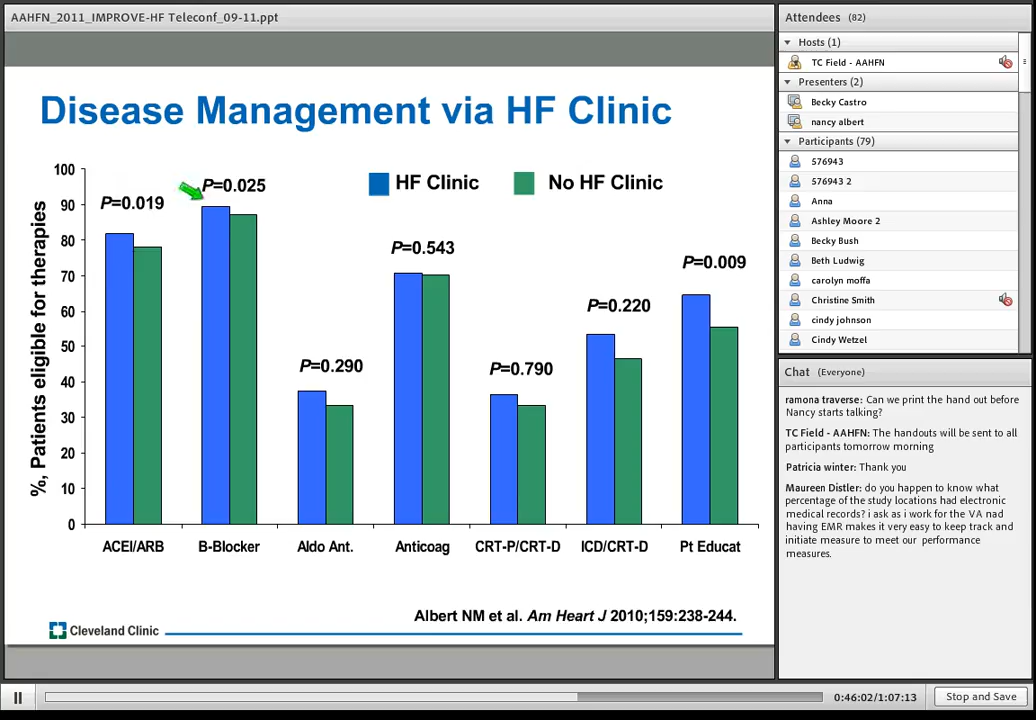 AAHFN_2011_IMPROVE-HF Teleconf_09-11.ppt
Disease Management via HF Clinic
HF Clinic
No HF Clinic
%, Patients eligible for therapies
100
90
80
70
60
50
40
30
20
10
0
P=0.019
P=0.025
P=0.290
P=0.543
P=0.790
P=0.220
P=0.009
ACEI/ARB
B-Blocker
Aldo Ant.
Anticoag
CRT-P/CRT-D
ICD/CRT-D
Pt Educat
Albert NM et al. Am Heart J 2010;159:238-244.
Cleveland Clinic
Attendees (82)
Hosts (1)
TC Field - AAHFN
Presenters (2)
Becky Castro
nancy albert
Participants (79)
576943
576943 2
Anna
Ashley Moore 2
Becky Bush
Beth Ludwig
carolyn moffa
Christine Smith
cindy johnson
Cindy Wetzel
Chat (Everyone)
ramona traverse: Can we print the hand out before
Nancy starts talking?
TC Field - AAHFN: The handouts will be sent to all
participants tomorrow morning
Patricia winter: Thank you
Maureen Distler: do you happen to know what
percentage of the study locations had electronic
medical records? i ask as i work for the VA nad
having EMR makes it very easy to keep track and
initiate measure to meet our performance
measures.
0:46:02/1:07:13
Stop and Save